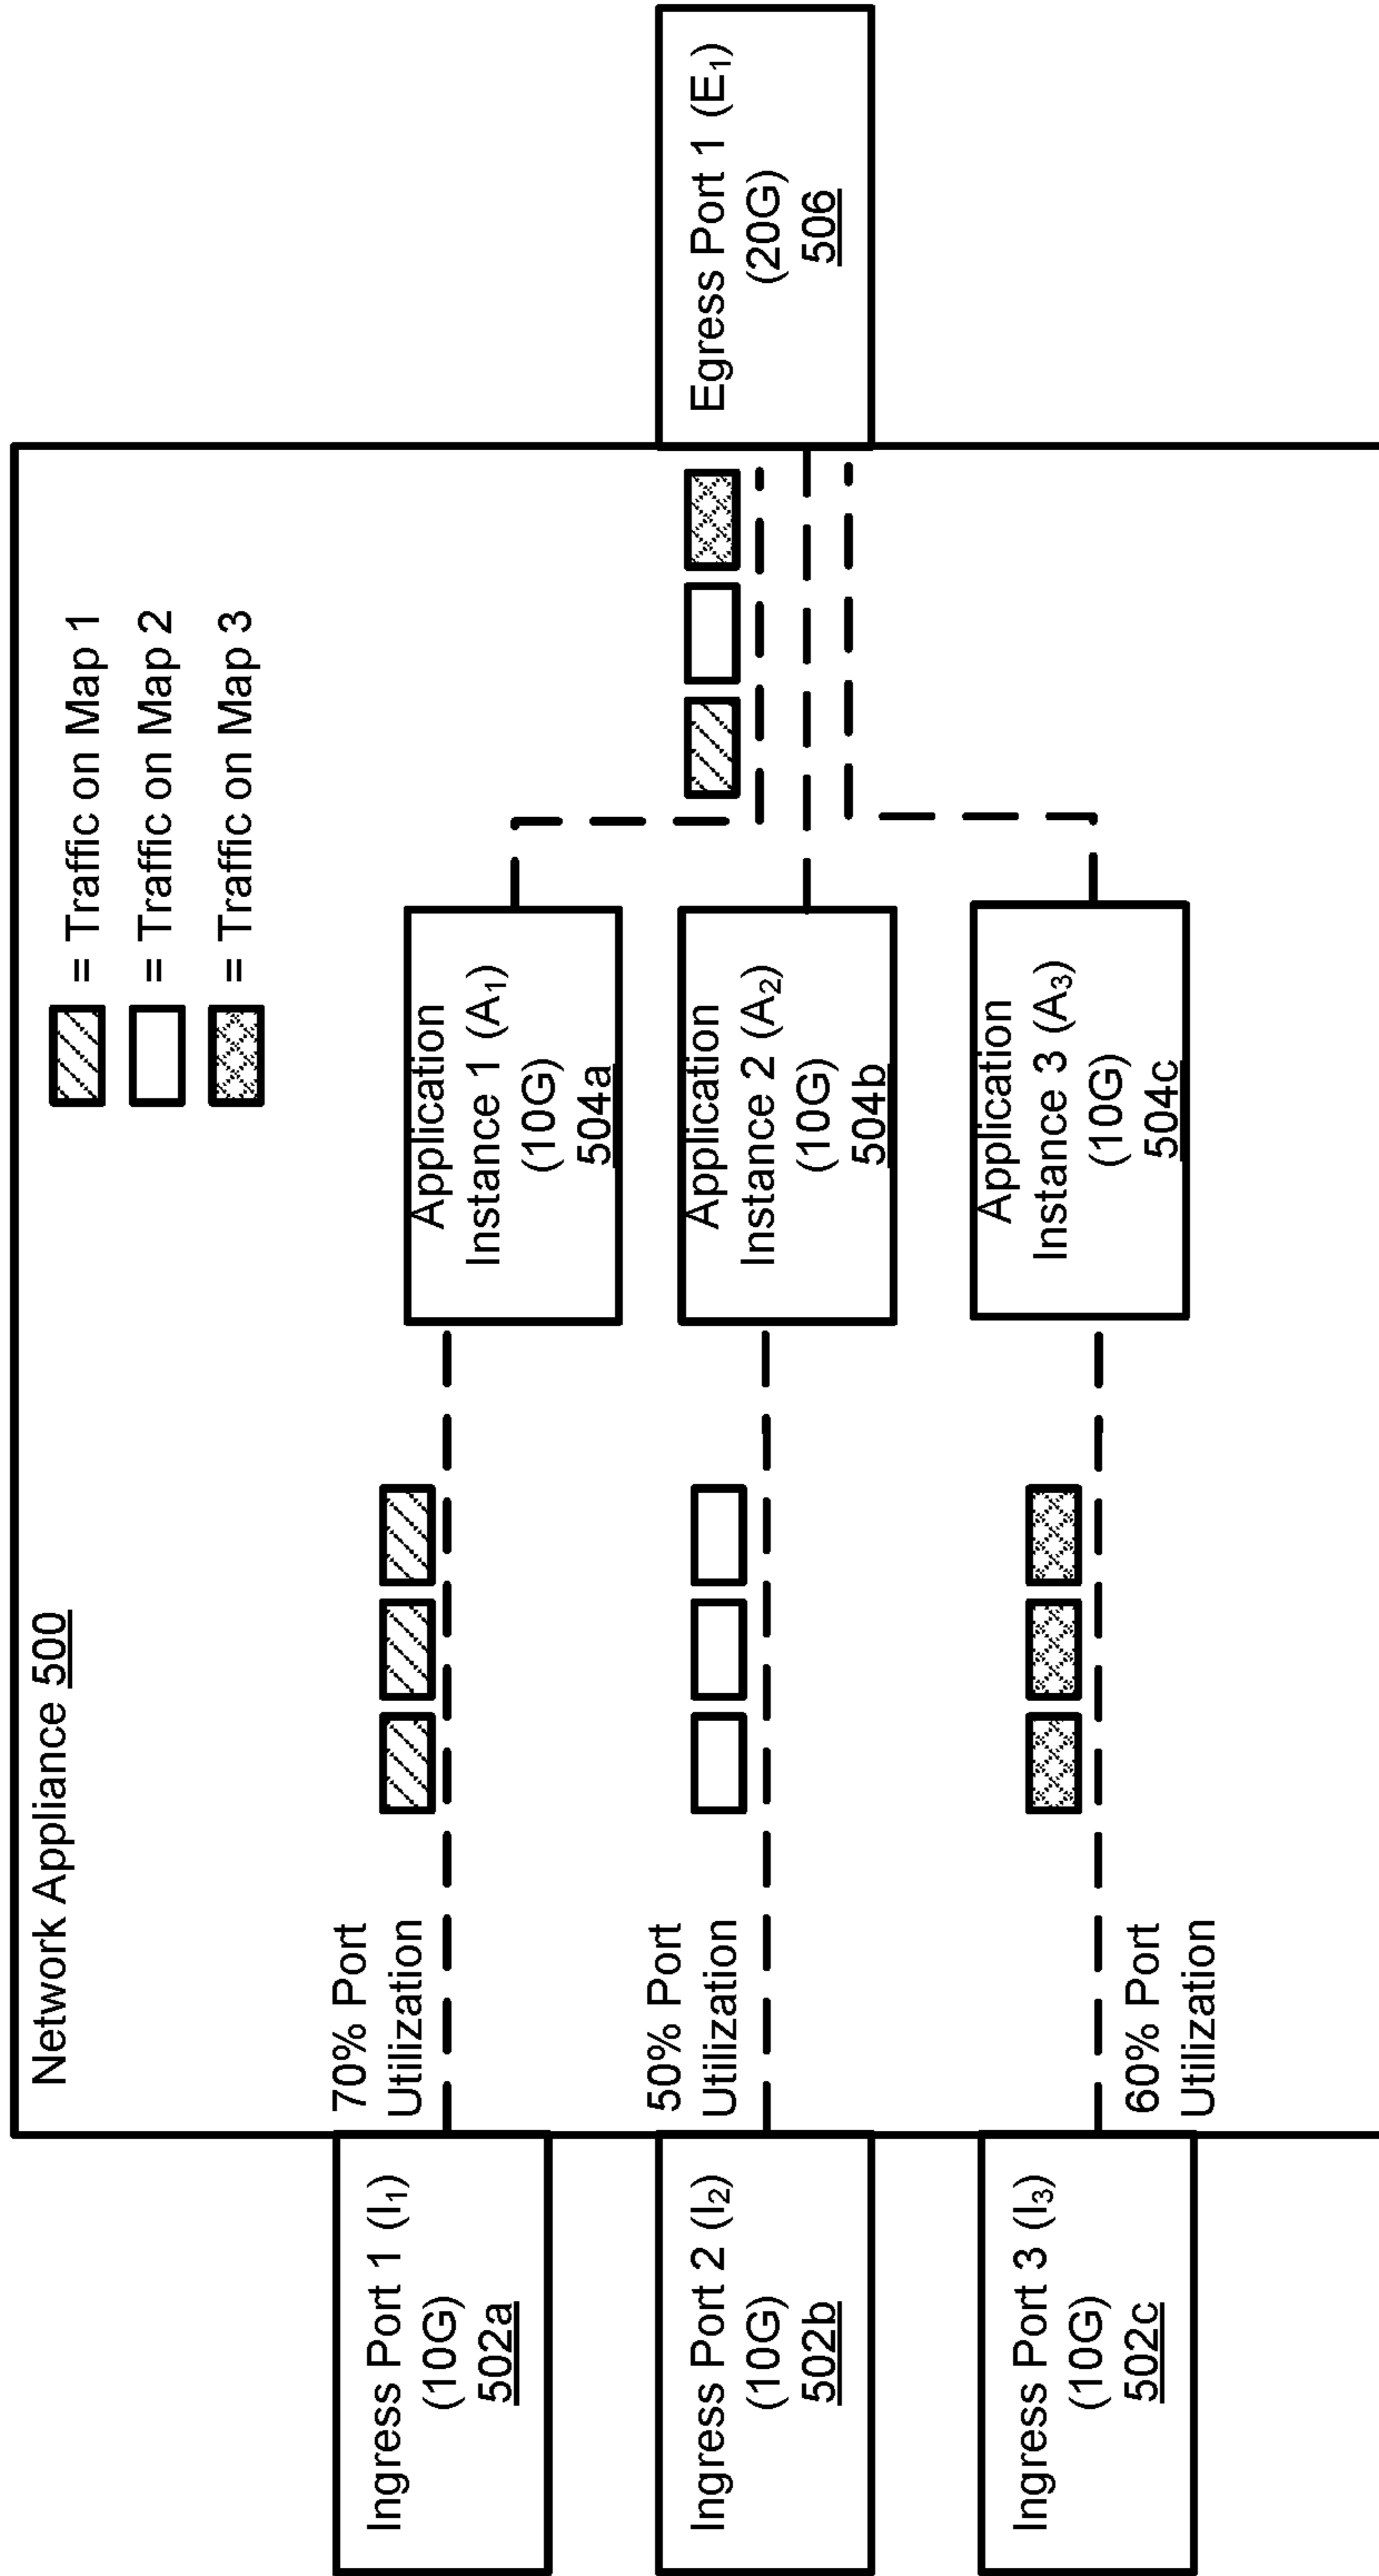 Network Appliance 500
= Traffic on Map 1
= Traffic on Map 2
= Traffic on Map 3
Ingress Port 1 (I₁)
(10G)
502a
70% Port
Utilization
Application
Instance 1 (A₁)
(10G)
504a
Ingress Port 2 (I₂)
(10G)
502b
50% Port
Utilization
Application
Instance 2 (A₂)
(10G)
504b
Egress Port 1 (E₁)
(20G)
506
Ingress Port 3 (I₃)
(10G)
502c
60% Port
Utilization
Application
Instance 3 (A₃)
(10G)
504c